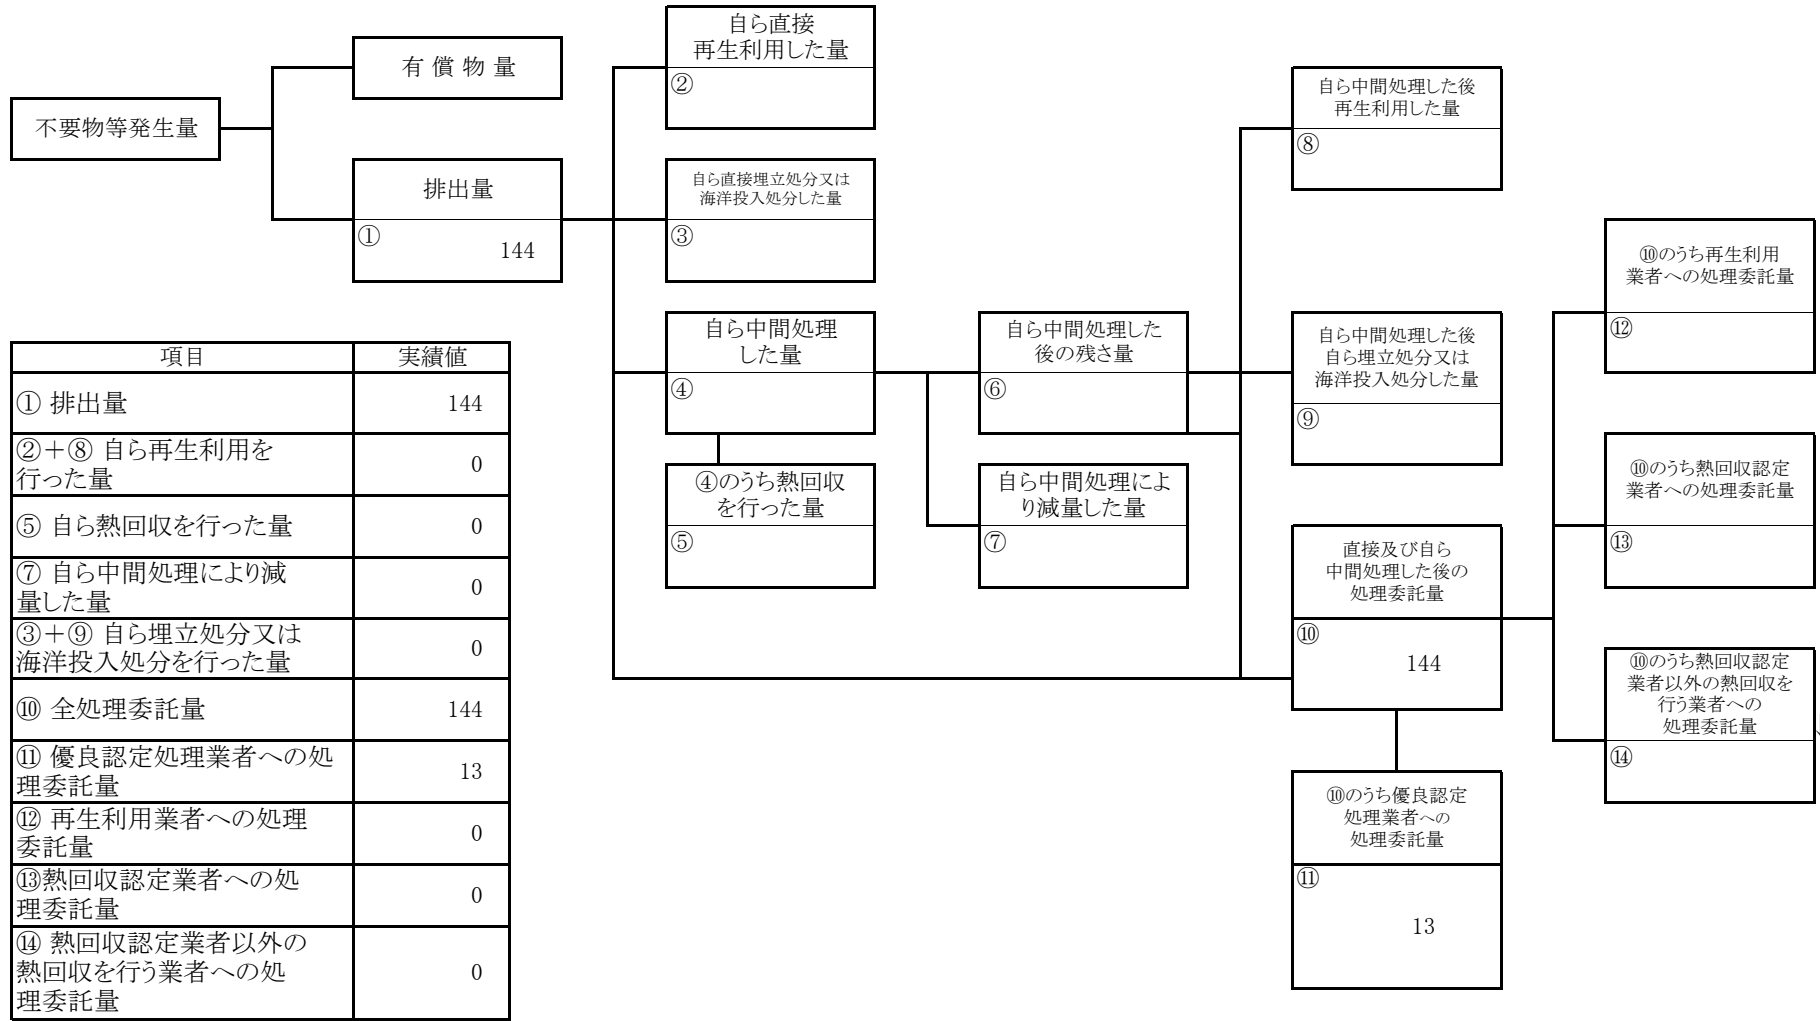 不要物等発生量
有 償 物 量
排出量
①
144
自ら直接
再生利用した量
②
自ら直接埋立処分又は
海洋投入処分した量
③
自ら中間処理
した量
④
④のうち熱回収
を行った量
⑤
自ら中間処理した
後の残さ量
⑥
自ら中間処理によ
り減量した量
⑦
自ら中間処理した後
再生利用した量
⑧
自ら中間処理した後
自ら埋立処分又は
海洋投入処分した量
⑨
直接及び自ら
中間処理した後の
処理委託量
⑩
144
⑩のうち優良認定
処理業者への
処理委託量
⑪
13
⑩のうち再生利用
業者への処理委託量
⑫
⑩のうち熱回収認定
業者への処理委託量
⑬
⑩のうち熱回収認定
業者以外の熱回収を
行う業者への
処理委託量
⑭
項目 実績値
① 排出量 144
②＋⑧ 自ら再生利用を
行った量 0
⑤ 自ら熱回収を行った量 0
⑦ 自ら中間処理により減
量した量 0
③＋⑨ 自ら埋立処分又は
海洋投入処分を行った量 0
⑩ 全処理委託量 144
⑪ 優良認定処理業者への処
理委託量 13
⑫ 再生利用業者への処理
委託量 0
⑬熱回収認定業者への処
理委託量 0
⑭ 熱回収認定業者以外の
熱回収を行う業者への処
理委託量 0